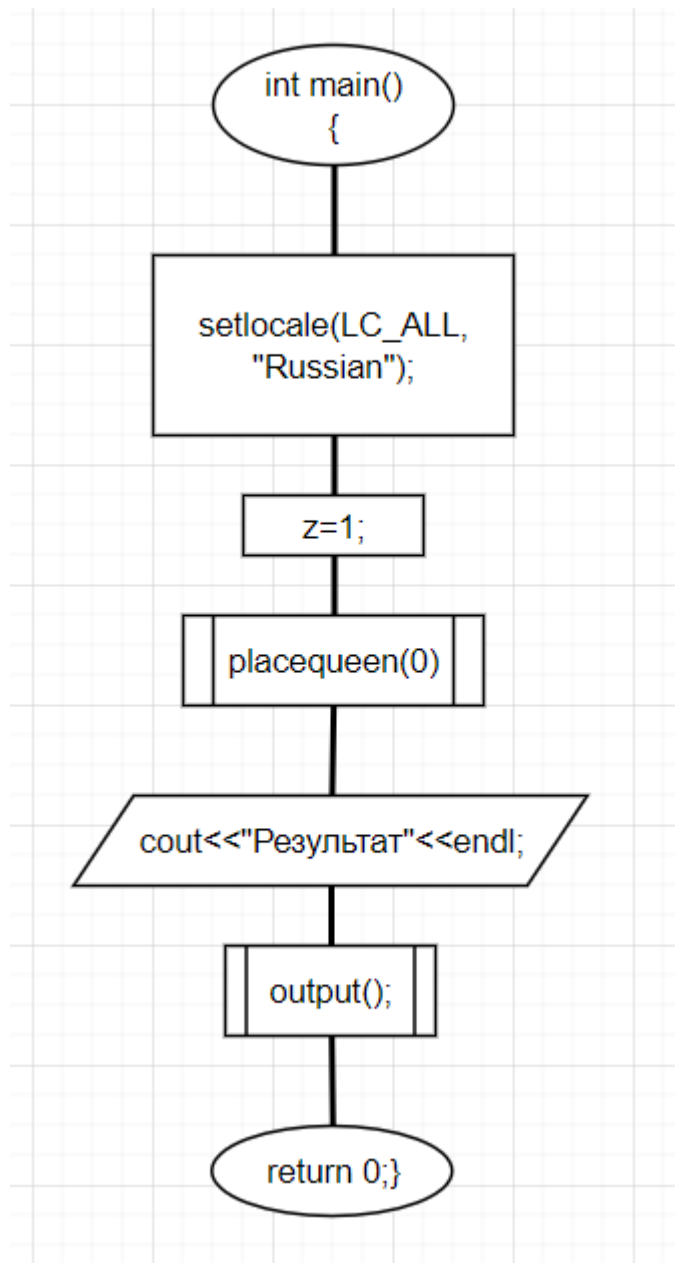 int main()
{
setlocale(LC_ALL,
"Russian");
z=1;
placequeen(0)
cout<<"Результат"<<endl;
output();
return 0;}